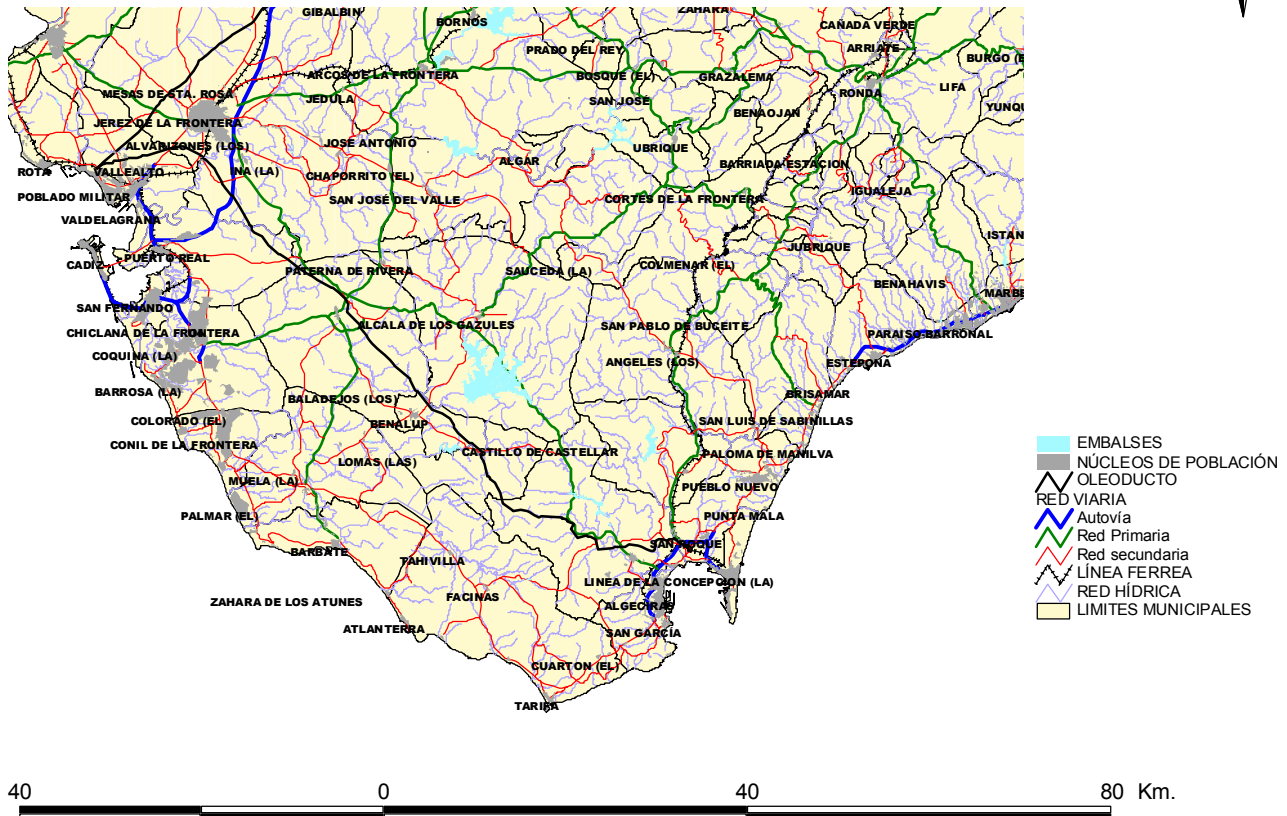 GIBALBIN
BORNOS
ZAHARA
CAÑADA VERDE
PRADO DEL REY
ARRIATE
ARCOS DE LA FRONTERA
BOSQUE (EL)
GRAZALEMA
BURGO (E
MESAS DE STA. ROSA
JEDULA
SAN JOSÉ
RONDA
LIFA
YUNQU
JEREZ DE LA FRONTERA
BENAOJAN
ALVARIZONES (LOS)
JOSE ANTONIO
UBRIQUE
ROTA
VALLEALTO
INA (LA)
CHAPORRITO (EL)
ALGAR
BARRIADA ESTACION
POBLADO MILITAR
SAN JOSÉ DEL VALLE
CORTES DE LA FRONTERA
IGUALEJA
VALDELAGRANA
ISTAN
JUBRIQUE
CADIZ
PUERTO REAL
PATERNA DE RIVERA
SAUCEDA (LA)
COLMENAR (EL)
BENAHAVIS
MARBE
SAN FERNANDO
ALCALA DE LOS GAZULES
SAN PABLO DE BUCEITE
CHICLANA DE LA FRONTERA
PARAISO-BARRONAL
COQUINA (LA)
ANGELES (LOS)
ESTEPONA
BARROSA (LA)
BALADEJOS (LOS)
BRISAMAR
COLORADO (EL)
BENALUP
SAN LUIS DE SABINILLAS
CONIL DE LA FRONTERA
CASTILLO DE CASTELLAR
PALOMA DE MANILVA
LOMAS (LAS)
MUELA (LA)
PUEBLO NUEVO
PALMAR (EL)
PUNTA MALA
BARBATE
SAN ROQUE
TAHIVILLA
LINEA DE LA CONCEPCION (LA)
ZAHARA DE LOS ATUNES
FACINAS
ALGECIRAS
ATLANTERRA
SAN GARCÍA
CUARTON (EL)
TARIFA
EMBALSES
NÚCLEOS DE POBLACIÓN
OLEODUCTO
RED VIARIA
Autovía
Red Primaria
Red secundaria
LÍNEA FERREA
RED HÍDRICA
LIMITES MUNICIPALES
40 0 40 80 Km.